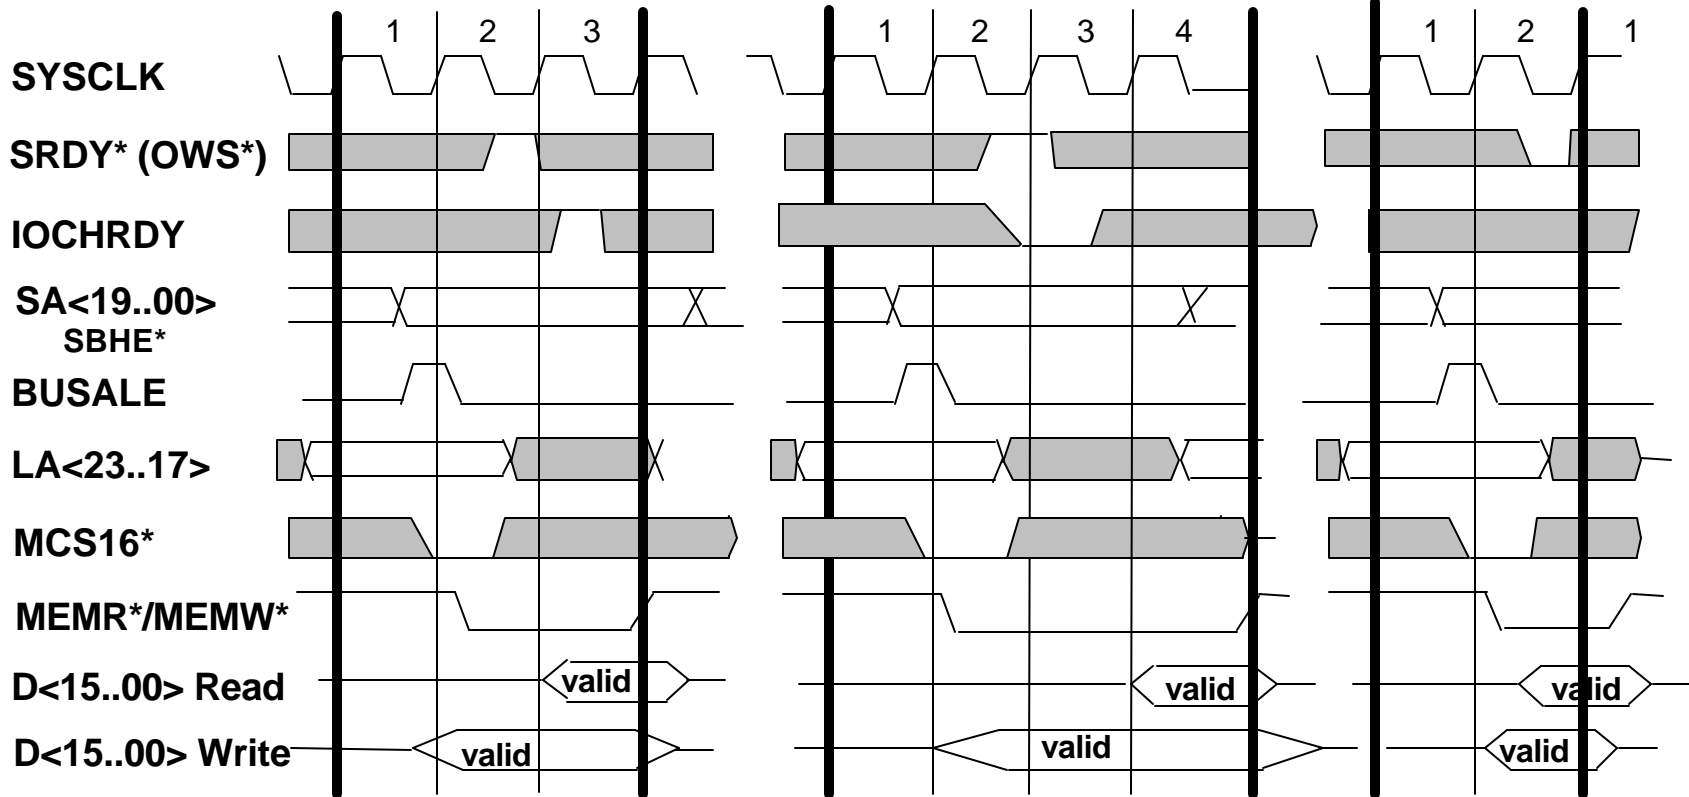 1 2 3 1 2 3 4 1 2 1
SYSCLK
SRDY* (OWS*)
IOCHRDY
SA<19..00>
SBHE*
BUSALE
LA<23..17>
MCS16*
MEMR*/MEMW*
D<15..00> Read valid valid valid
D<15..00> Write valid valid valid